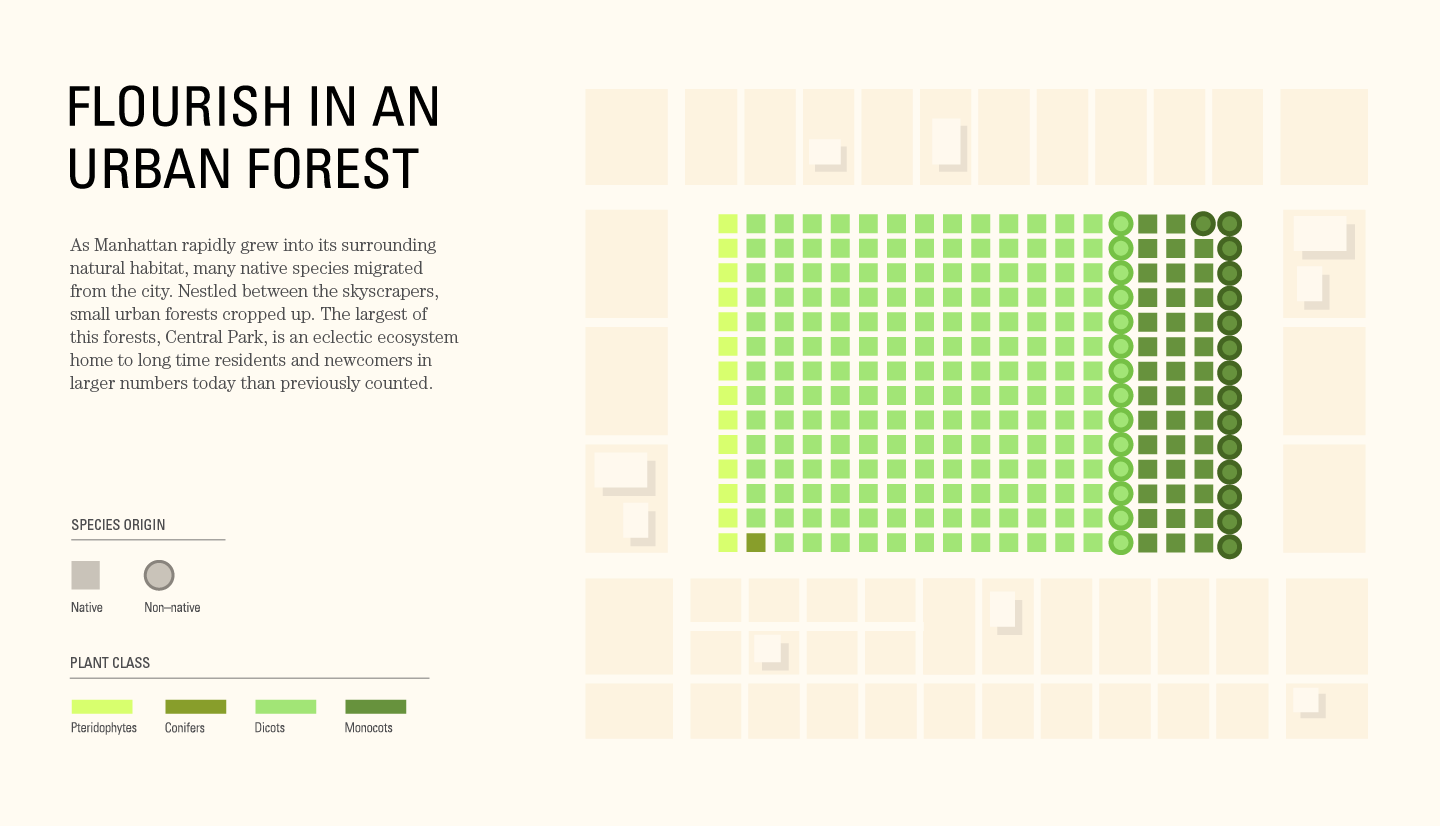 FLOURISH IN AN
URBAN FOREST
As Manhattan rapidly grew into its surrounding
natural habitat, many native species migrated
from the city. Nestled between the skyscrapers,
small urban forests cropped up. The largest of
this forests, Central Park, is an eclectic ecosystem
home to long time residents and newcomers in
larger numbers today than previously counted.
SPECIES ORIGIN
Native
Non–native
PLANT CLASS
Pteridophytes
Conifers
Dicots
Monocots